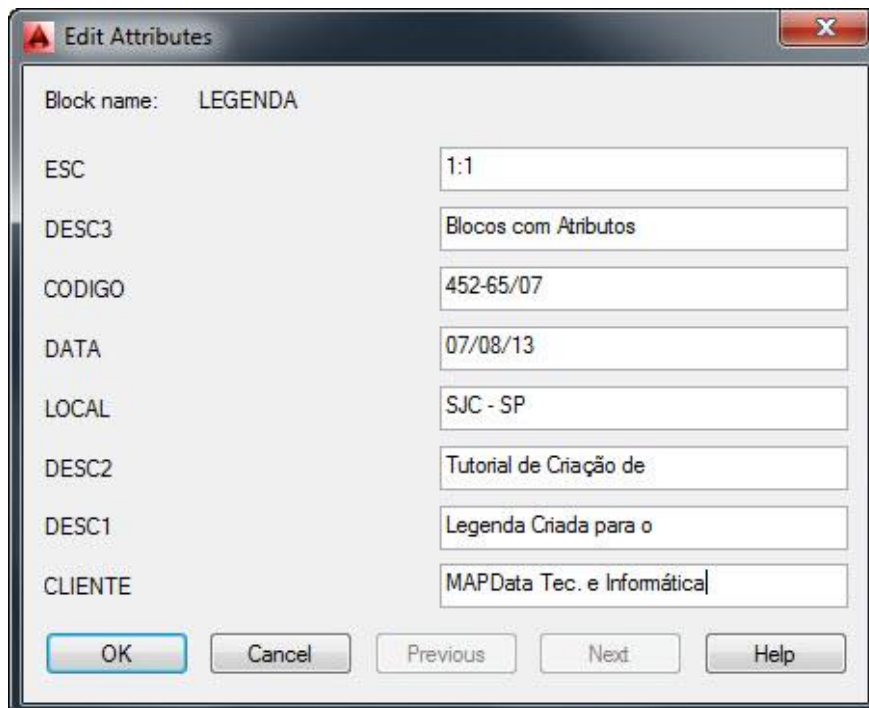 Edit Attributes
Block name: LEGENDA
ESC 1:1
DESC3 Blocos com Atributos
CODIGO 452-65/07
DATA 07/08/13
LOCAL SJC - SP
DESC2 Tutorial de Criação de
DESC1 Legenda Criada para o
CLIENTE MAPData Tec. e Informática
OK Cancel Previous Next Help